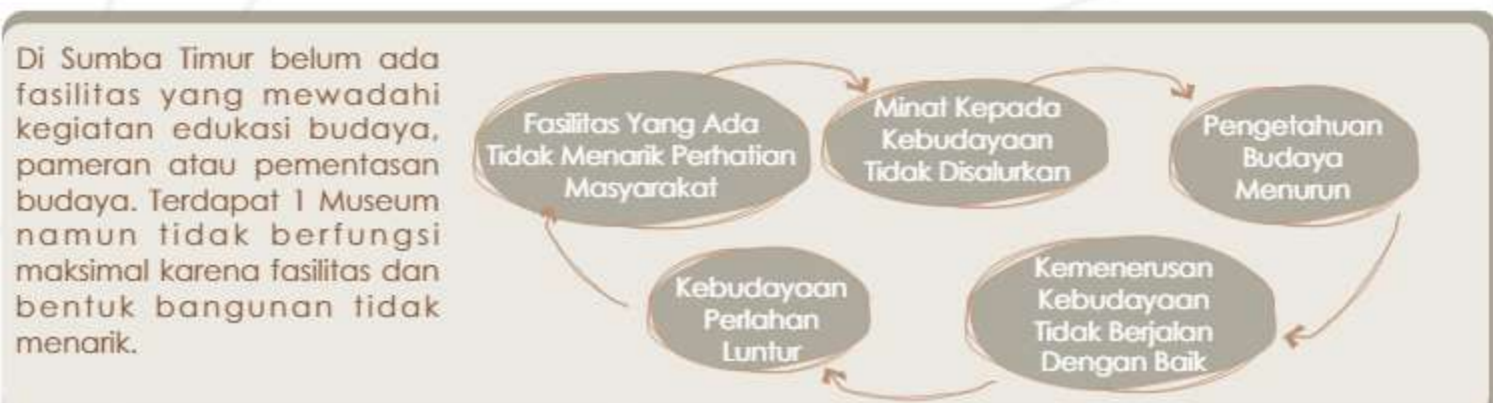 Di Sumba Timur belum ada
fasilitas yang mewadahi
kegiatan edukasi budaya,
pameran atau pementasan
budaya. Terdapat 1 Museum
namun tidak berfungsi
maksimal karena fasilitas dan
bentuk bangunan tidak
menarik.
Fasilitas Yang Ada
Tidak Menarik Perhatian
Masyarakat
Minat Kepada
Kebudayaan
Tidak Disalurkan
Pengetahuan
Budaya
Menurun
Kemenerusan
Kebudayaan
Tidak Berjalan
Dengan Baik
Kebudayaan
Perlahan
Luntur